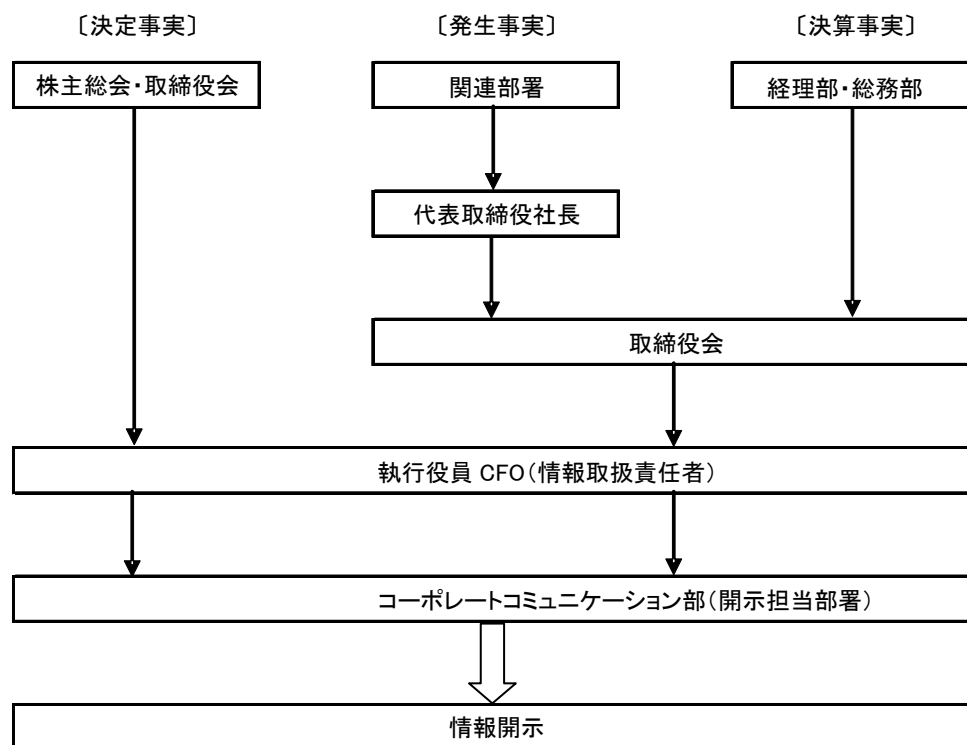 〔決定事実〕 〔発生事実〕 〔決算事実〕
株主総会・取締役会 関連部署 経理部・総務部
代表取締役社長
取締役会
執行役員 CFO(情報取扱責任者)
コーポレートコミュニケーション部(開示担当部署)
情報開示